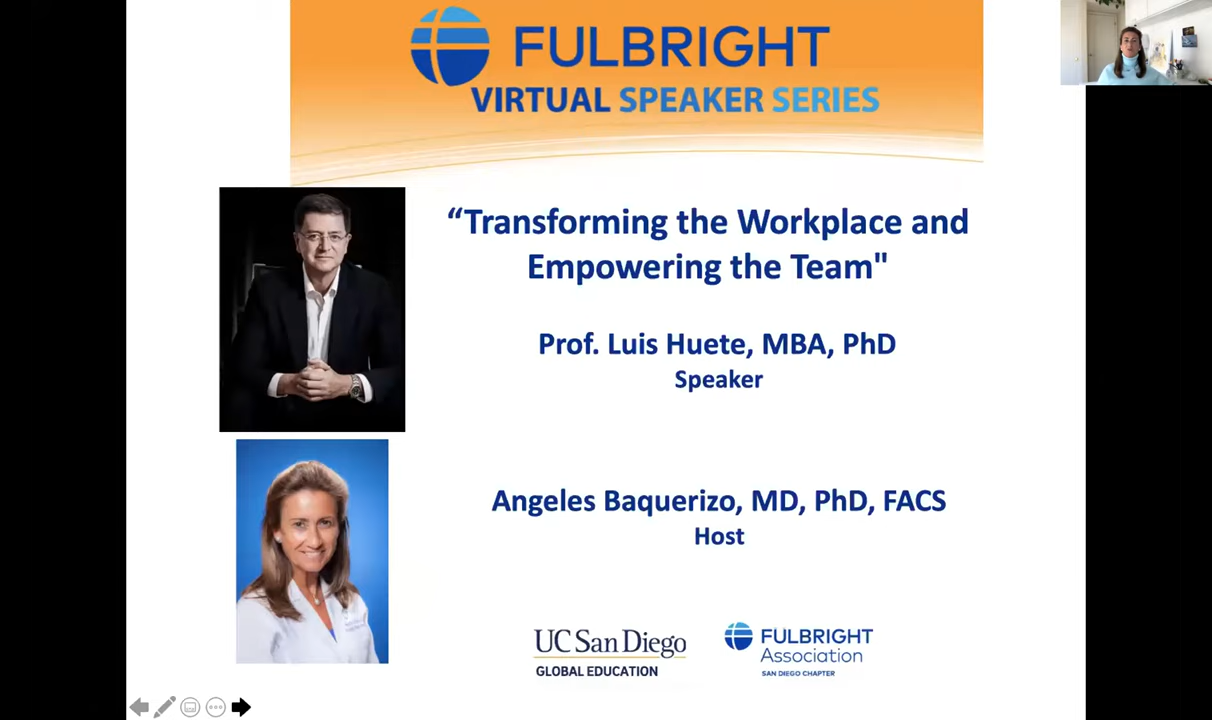 FULBRIGHT
VIRTUAL SPEAKER SERIES
“Transforming the Workplace and
Empowering the Team"
Prof. Luis Huete, MBA, PhD
Speaker
Angeles Baquerizo, MD, PhD, FACS
Host
UC San Diego
GLOBAL EDUCATION
FULBRIGHT
Association
SAN DIEGO CHAPTER